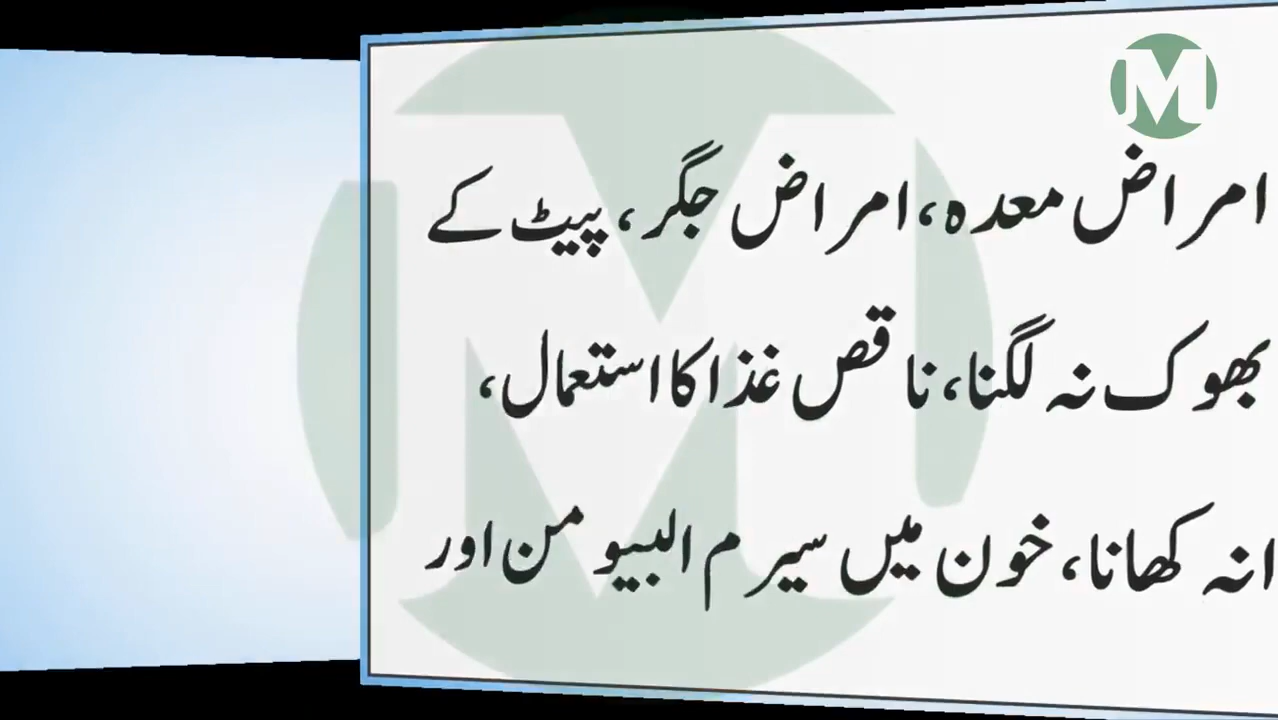 M
امراض معدہ، امراض جگر، پیٹ کے
بھوک نہ لگنا، ناقص غذا کا استعمال،
انہ کھانا، خون میں سیرم البیومن اور